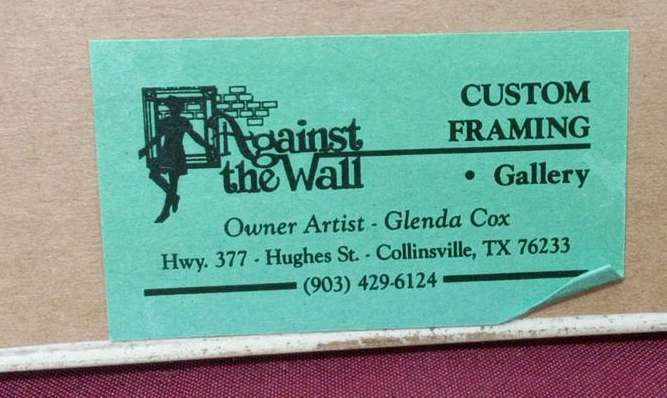 Against
the Wall
CUSTOM
FRAMING
• Gallery
Owner Artist - Glenda Cox
Hwy. 377 - Hughes St. - Collinsville, TX 76233
(903) 429-6124